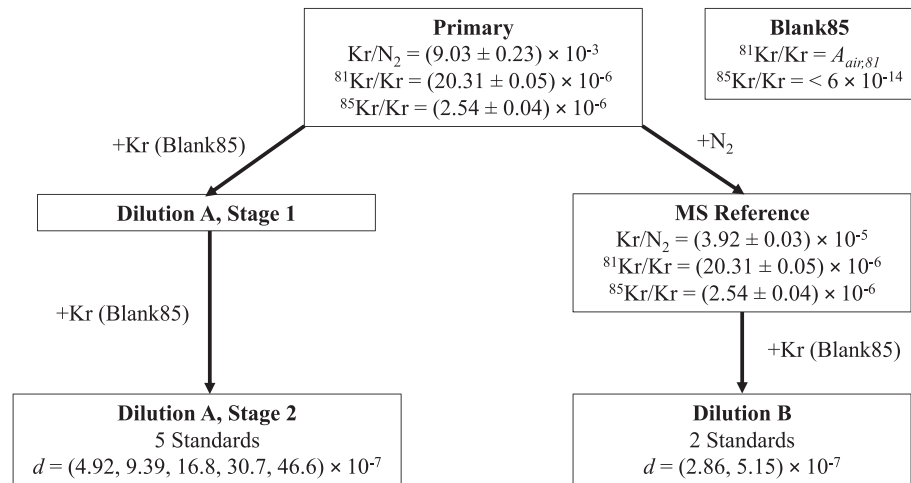 Primary
Kr/N₂ = (9.03 ± 0.23) × 10⁻³
⁸¹Kr/Kr = (20.31 ± 0.05) × 10⁻⁶
⁸⁵Kr/Kr = (2.54 ± 0.04) × 10⁻⁶
Blank85
⁸¹Kr/Kr = A_air,81
⁸⁵Kr/Kr = < 6 × 10⁻¹⁴
+Kr (Blank85)
+N₂
Dilution A, Stage 1
MS Reference
Kr/N₂ = (3.92 ± 0.03) × 10⁻⁵
⁸¹Kr/Kr = (20.31 ± 0.05) × 10⁻⁶
⁸⁵Kr/Kr = (2.54 ± 0.04) × 10⁻⁶
+Kr (Blank85)
+Kr (Blank85)
Dilution A, Stage 2
5 Standards
d = (4.92, 9.39, 16.8, 30.7, 46.6) × 10⁻⁷
Dilution B
2 Standards
d = (2.86, 5.15) × 10⁻⁷